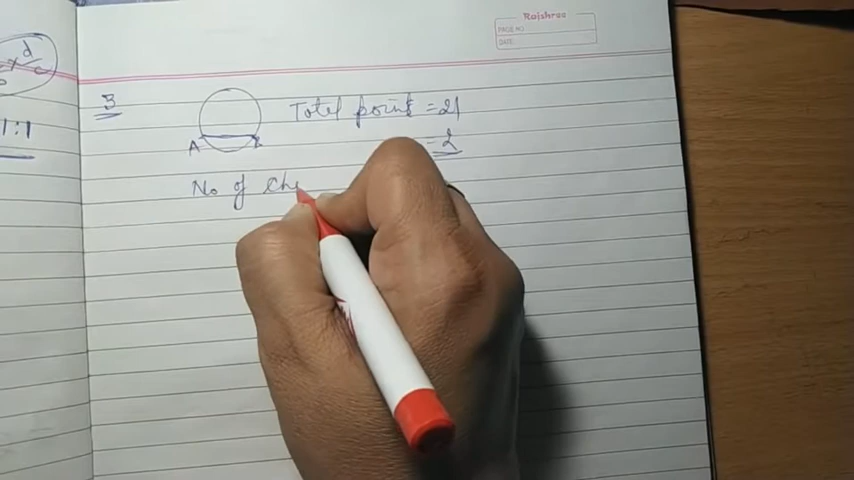 Rajshree
PAGE NO
DATE:
d
c
1:1
3
Total point = 21
A
= 2
No of Ch